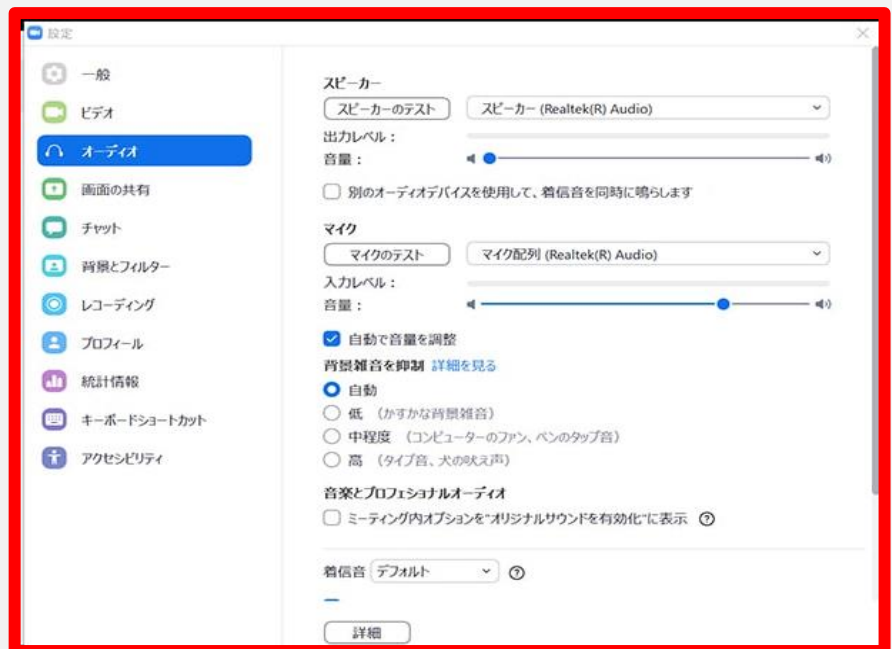 設定
一般
ビデオ
オーディオ
画面の共有
チャット
背景とフィルター
レコーディング
プロフィール
統計情報
キーボードショートカット
アクセシビリティ
スピーカー
スピーカーのテスト スピーカー (Realtek(R) Audio)
出力レベル：
音量：
別のオーディオデバイスを使用して、着信音を同時に鳴らします
マイク
マイクのテスト マイク配列 (Realtek(R) Audio)
入力レベル：
音量：
自動で音量を調整
背景雑音を抑制 詳細を見る
自動
低 （かすかな背景雑音）
中程度 （コンピューターのファン、ペンのタップ音）
高 （タイプ音、犬の吠え声）
音楽とプロフェショナルオーディオ
ミーティング内オプションを"オリジナルサウンドを有効化"に表示
着信音 デフォルト
詳細